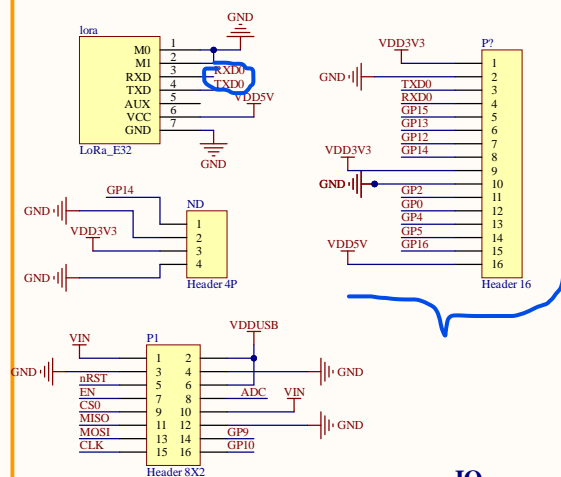 lora
GND
M0 1
M1 2
RXD 3 RXD0
TXD 4 TXD0
AUX 5
VCC 6 VDD5V
GND 7
LoRa_E32
GND
GP14
ND
GND
1
2
VDD3V3
3
4
GND
Header 4P
VDD3V3
P?
1
GND 2
TXD0 3
RXD0 4
GP15 5
GP13 6
GP12 7
GP14 8
VDD3V3 9
GND 10
GP2 11
GP0 12
GP4 13
GP5 14
GP16 15
VDD5V 16
Header 16
VDDUSB
VIN
P1
1 2
GND 3 4 GND
nRST 5 6
EN 7 8 ADC
VIN
CS0 9 10
MISO 11 12 GND
MOSI 13 14 GP9
CLK 15 16 GP10
Header 8X2